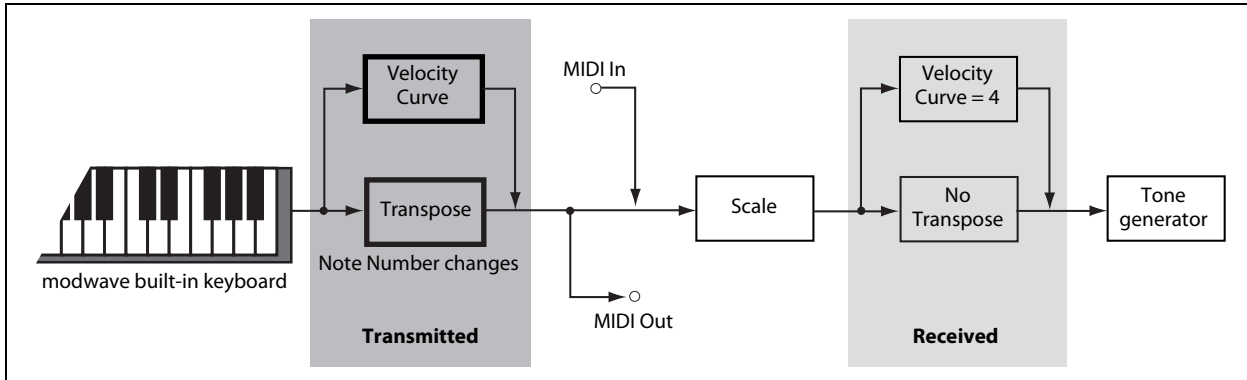 Velocity
Curve
MIDI In
Velocity
Curve = 4
Transpose
Scale
No
Transpose
Tone
generator
Note Number changes
modwave built-in keyboard
MIDI Out
Transmitted
Received